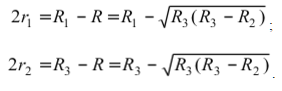 2r₁ = R₁ − R = R₁ − √R₃(R₃ − R₂) ;
2r₂ = R₃ − R = R₃ − √R₃(R₃ − R₂) .